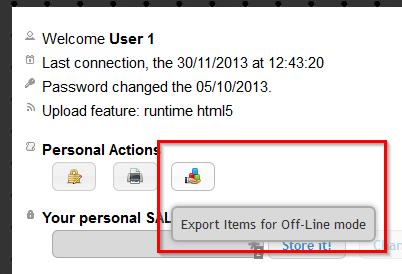 Welcome User 1
Last connection, the 30/11/2013 at 12:43:20
Password changed the 05/10/2013.
Upload feature: runtime html5
Personal Actions
Your personal SAL
Export Items for Off-Line mode
Store it!